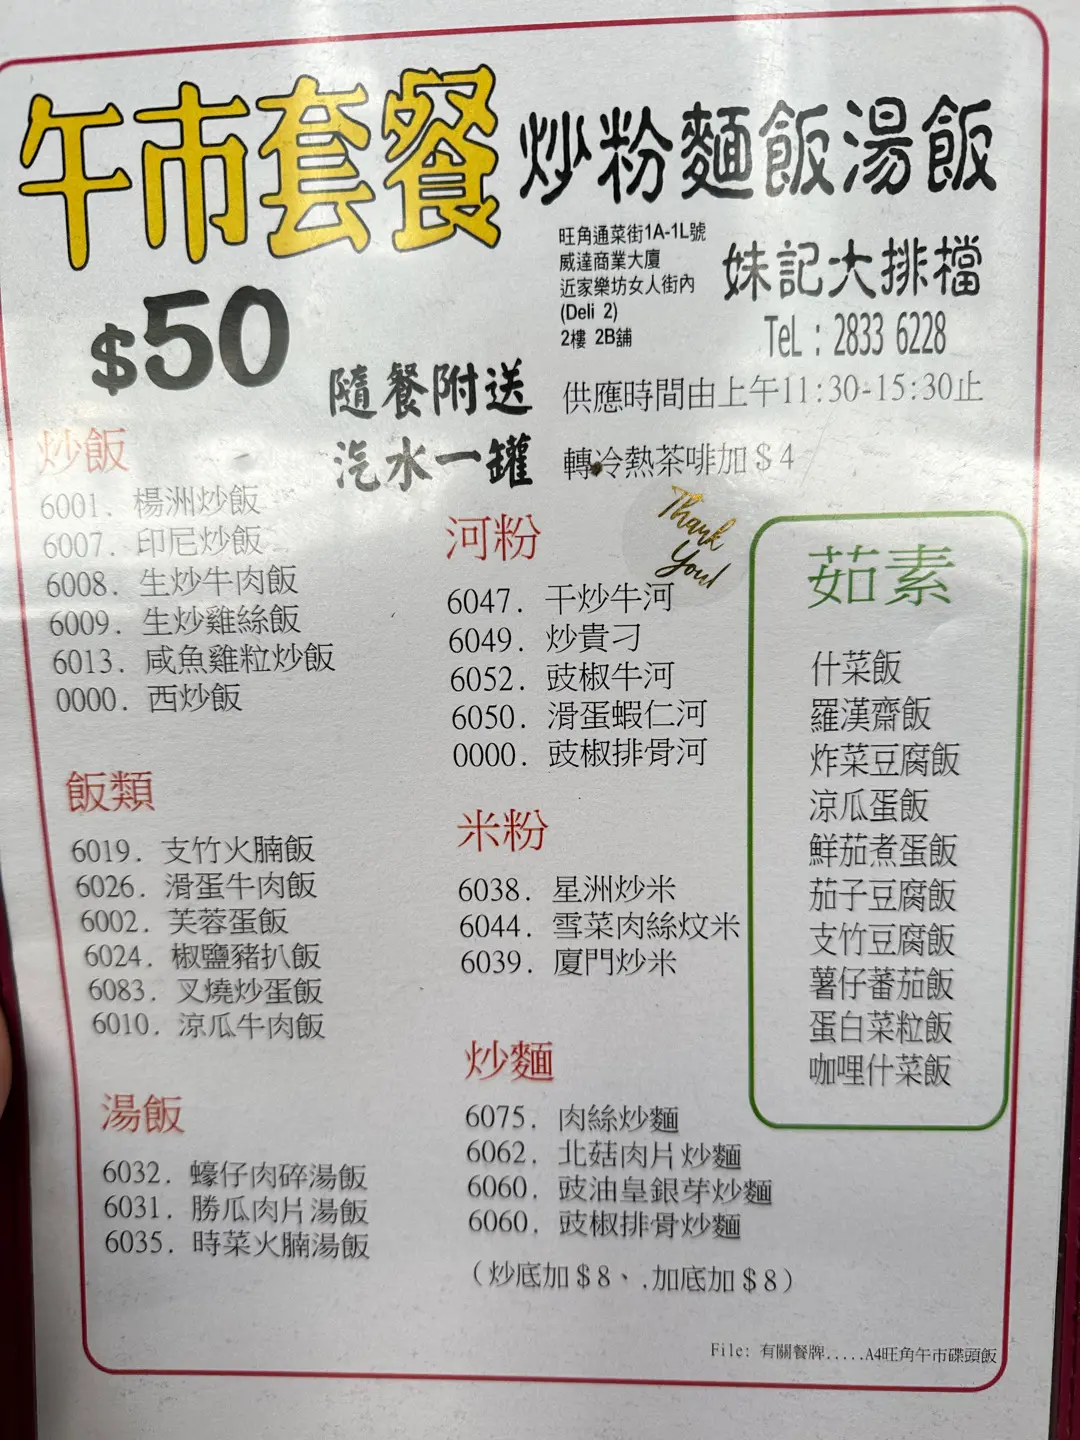 午市套餐
炒粉麵飯湯飯
旺角通菜街1A-1L號
威達商業大廈
近家樂坊女人街內
(Deli 2)
2樓 2B舖
妹記大排檔
TeL : 2833 6228
$50
隨餐附送
汽水一罐
供應時間由上午11:30-15:30止
轉冷熱茶啡加$4
Thank
You!
炒飯
6001. 楊洲炒飯
6007. 印尼炒飯
6008. 生炒牛肉飯
6009. 生炒雞絲飯
6013. 咸魚雞粒炒飯
0000. 西炒飯
飯類
6019. 支竹火腩飯
6026. 滑蛋牛肉飯
6002. 芙蓉蛋飯
6024. 椒鹽豬扒飯
6083. 叉燒炒蛋飯
6010. 涼瓜牛肉飯
湯飯
6032. 蠔仔肉碎湯飯
6031. 勝瓜肉片湯飯
6035. 時菜火腩湯飯
河粉
6047. 干炒牛河
6049. 炒貴刁
6052. 豉椒牛河
6050. 滑蛋蝦仁河
0000. 豉椒排骨河
米粉
6038. 星洲炒米
6044. 雪菜肉絲炆米
6039. 廈門炒米
炒麵
6075. 肉絲炒麵
6062. 北菇肉片炒麵
6060. 豉油皇銀芽炒麵
6060. 豉椒排骨炒麵
（炒底加$8、.加底加$8）
茹素
什菜飯
羅漢齋飯
炸菜豆腐飯
涼瓜蛋飯
鮮茄煮蛋飯
茄子豆腐飯
支竹豆腐飯
薯仔蕃茄飯
蛋白菜粒飯
咖哩什菜飯
File: 有關餐牌.....A4旺角午市碟頭飯